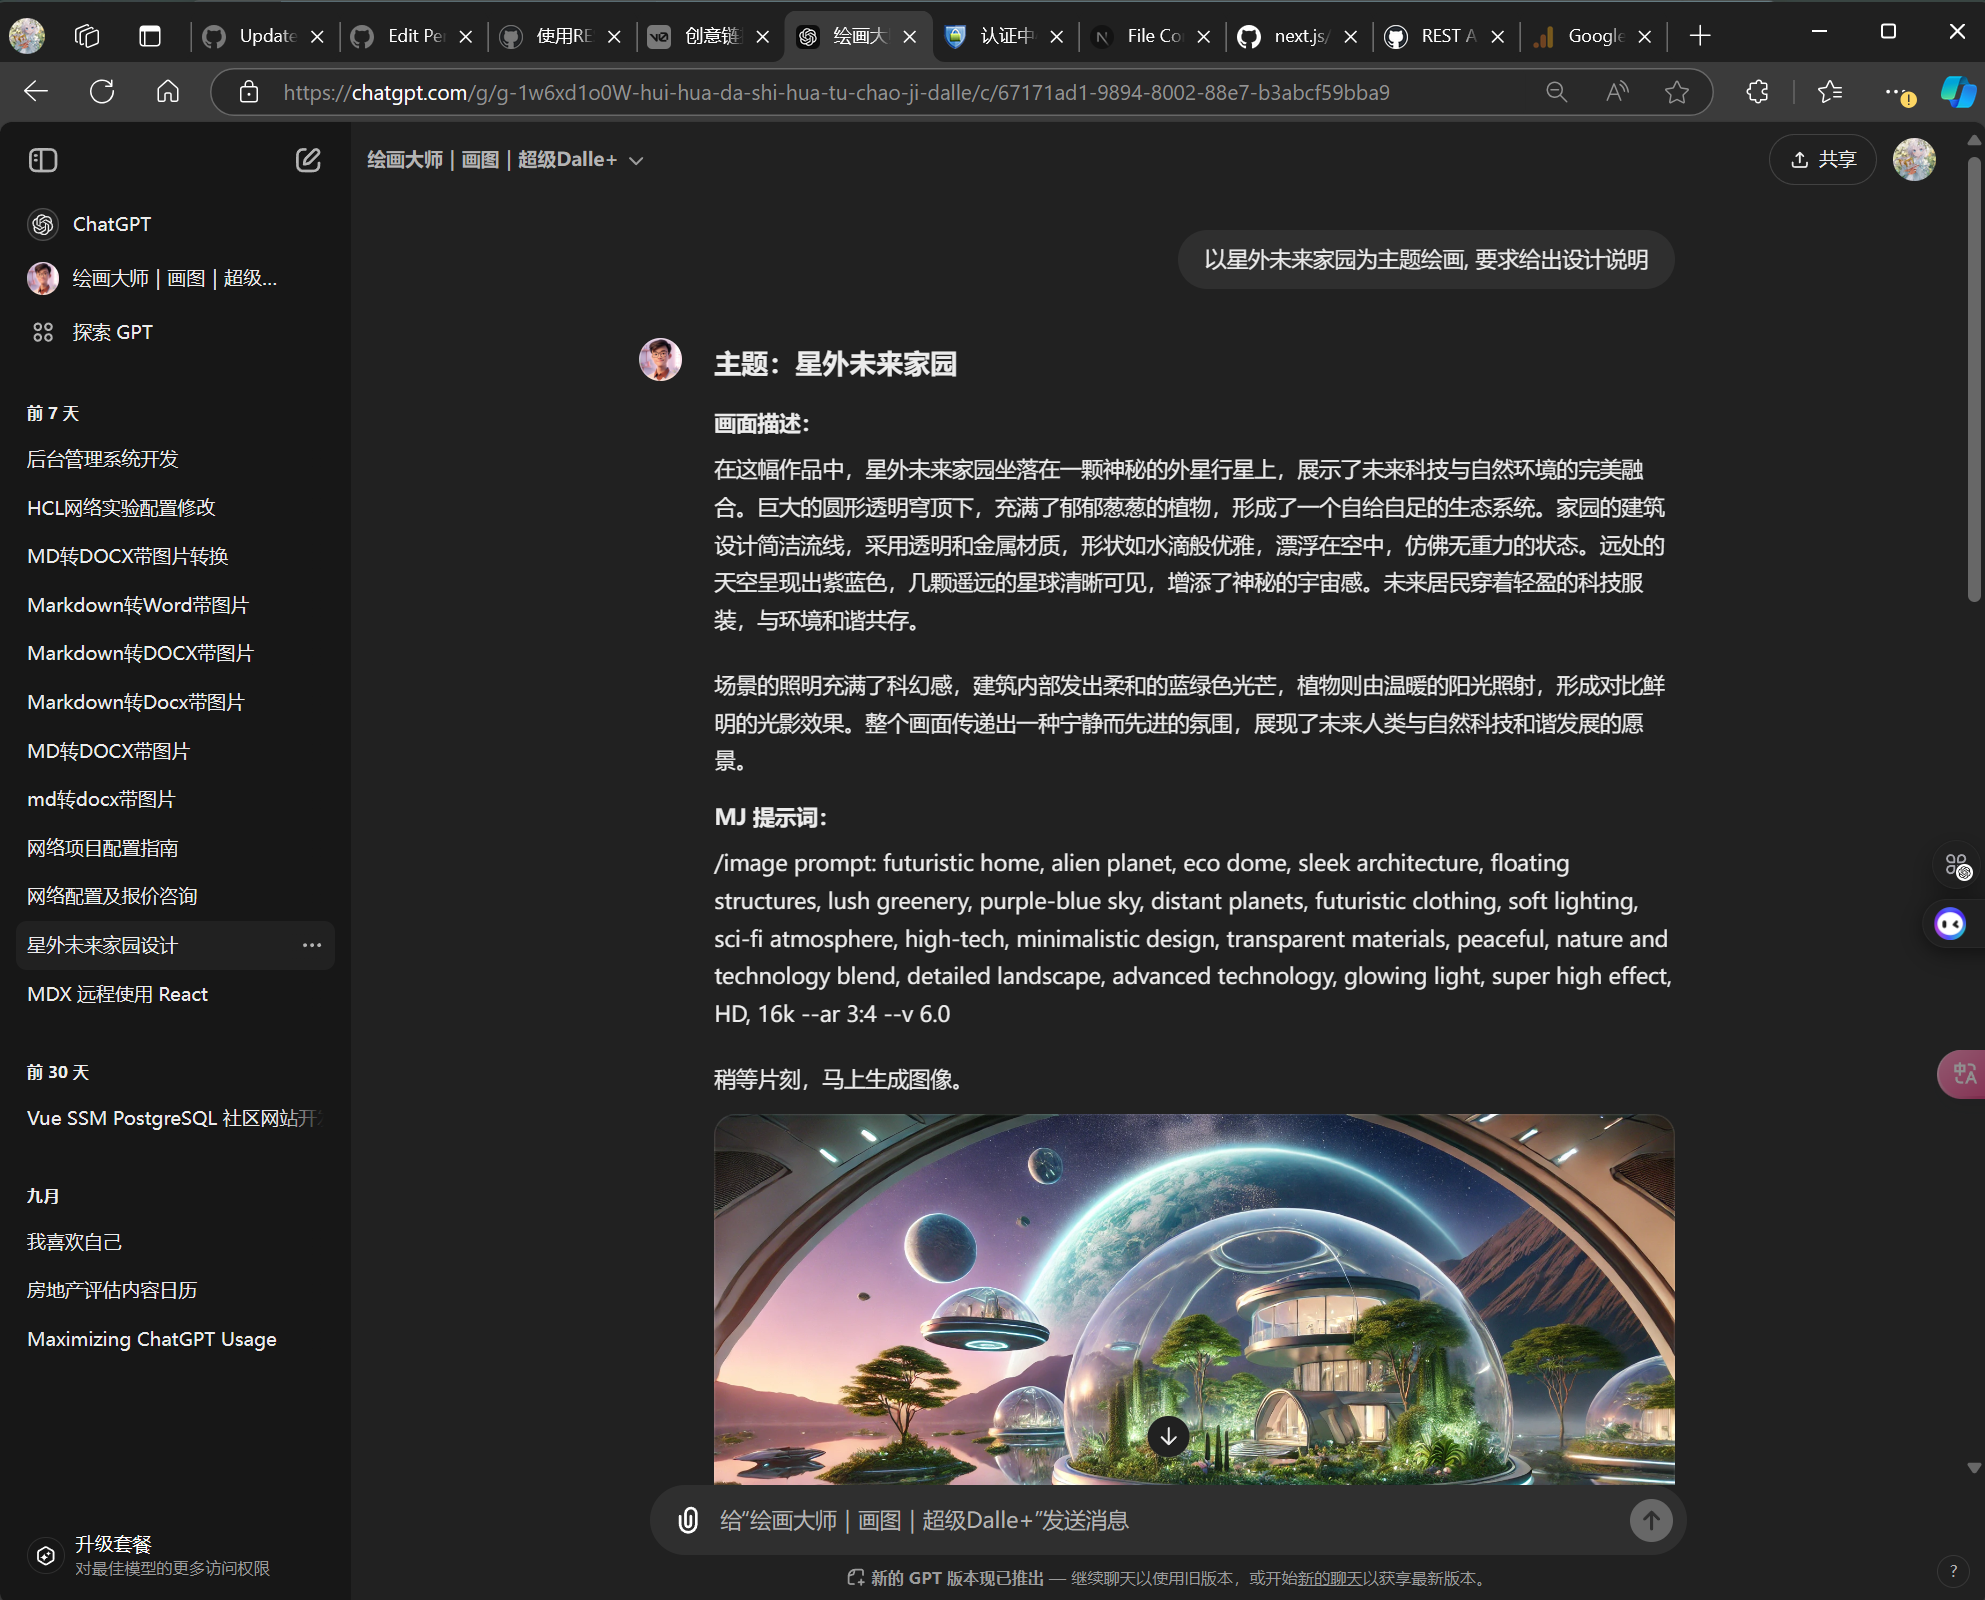 Update
Edit Pe
使用RE
创意链
绘画大
认证中
File Co
next.js/
REST A
Google
https://chatgpt.com/g/g-1w6xd1o0W-hui-hua-da-shi-hua-tu-chao-ji-dalle/c/67171ad1-9894-8002-88e7-b3abcf59bba9
绘画大师 | 画图 | 超级Dalle+
共享
ChatGPT
绘画大师 | 画图 | 超级...
探索 GPT
前 7 天
后台管理系统开发
HCL网络实验配置修改
MD转DOCX带图片转换
Markdown转Word带图片
Markdown转DOCX带图片
Markdown转Docx带图片
MD转DOCX带图片
md转docx带图片
网络项目配置指南
网络配置及报价咨询
星外未来家园设计
MDX 远程使用 React
前 30 天
Vue SSM PostgreSQL 社区网站开
九月
我喜欢自己
房地产评估内容日历
Maximizing ChatGPT Usage
升级套餐
对最佳模型的更多访问权限
以星外未来家园为主题绘画, 要求给出设计说明
主题：星外未来家园
画面描述：
在这幅作品中，星外未来家园坐落在一颗神秘的外星行星上，展示了未来科技与自然环境的完美融
合。巨大的圆形透明穹顶下，充满了郁郁葱葱的植物，形成了一个自给自足的生态系统。家园的建筑
设计简洁流线，采用透明和金属材质，形状如水滴般优雅，漂浮在空中，仿佛无重力的状态。远处的
天空呈现出紫蓝色，几颗遥远的星球清晰可见，增添了神秘的宇宙感。未来居民穿着轻盈的科技服
装，与环境和谐共存。
场景的照明充满了科幻感，建筑内部发出柔和的蓝绿色光芒，植物则由温暖的阳光照射，形成对比鲜
明的光影效果。整个画面传递出一种宁静而先进的氛围，展现了未来人类与自然科技和谐发展的愿
景。
MJ 提示词：
/image prompt: futuristic home, alien planet, eco dome, sleek architecture, floating
structures, lush greenery, purple-blue sky, distant planets, futuristic clothing, soft lighting,
sci-fi atmosphere, high-tech, minimalistic design, transparent materials, peaceful, nature and
technology blend, detailed landscape, advanced technology, glowing light, super high effect,
HD, 16k --ar 3:4 --v 6.0
稍等片刻，马上生成图像。
给“绘画大师 | 画图 | 超级Dalle+”发送消息
新的 GPT 版本现已推出 — 继续聊天以使用旧版本，或开始新的聊天以获享最新版本。
?